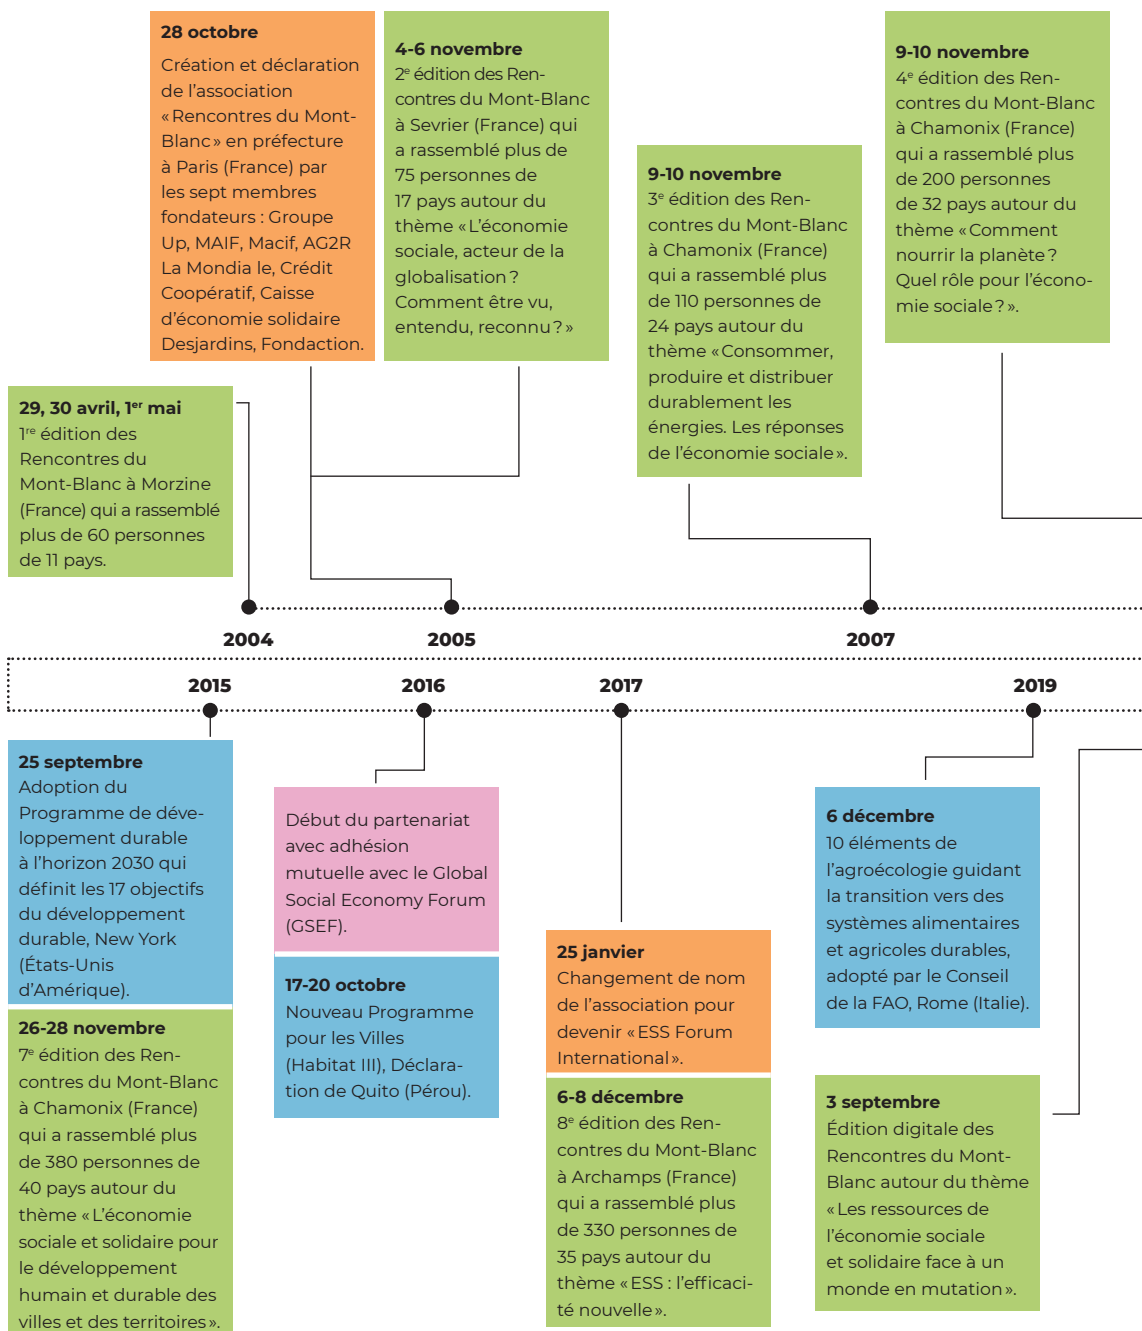 28 octobre
Création et déclaration
de l’association
« Rencontres du Mont-
Blanc » en préfecture
à Paris (France) par
les sept membres
fondateurs : Groupe
Up, MAIF, Macif, AG2R
La Mondia le, Crédit
Coopératif, Caisse
d’économie solidaire
Desjardins, Fondaction.
4-6 novembre
2e édition des Ren-
contres du Mont-Blanc
à Sevrier (France) qui
a rassemblé plus de
75 personnes de
17 pays autour du
thème « L’économie
sociale, acteur de la
globalisation ?
Comment être vu,
entendu, reconnu ? »
9-10 novembre
3e édition des Ren-
contres du Mont-Blanc
à Chamonix (France)
qui a rassemblé plus
de 110 personnes de
24 pays autour du
thème « Consommer,
produire et distribuer
durablement les
énergies. Les réponses
de l’économie sociale ».
9-10 novembre
4e édition des Ren-
contres du Mont-Blanc
à Chamonix (France)
qui a rassemblé plus
de 200 personnes
de 32 pays autour du
thème « Comment
nourrir la planète ?
Quel rôle pour l’écono-
mie sociale ? ».
29, 30 avril, 1er mai
1re édition des
Rencontres du
Mont-Blanc à Morzine
(France) qui a rassemblé
plus de 60 personnes
de 11 pays.
2004
2005
2007
2015
2016
2017
2019
25 septembre
Adoption du
Programme de déve-
loppement durable
à l’horizon 2030 qui
définit les 17 objectifs
du développement
durable, New York
(États-Unis
d’Amérique).
26-28 novembre
7e édition des Ren-
contres du Mont-Blanc
à Chamonix (France)
qui a rassemblé plus
de 380 personnes de
40 pays autour du
thème « L’économie
sociale et solidaire pour
le développement
humain et durable des
villes et des territoires ».
Début du partenariat
avec adhésion
mutuelle avec le Global
Social Economy Forum
(GSEF).
17-20 octobre
Nouveau Programme
pour les Villes
(Habitat III), Déclara-
tion de Quito (Pérou).
25 janvier
Changement de nom
de l’association pour
devenir « ESS Forum
International ».
6-8 décembre
8e édition des Ren-
contres du Mont-Blanc
à Archamps (France)
qui a rassemblé plus
de 330 personnes de
35 pays autour du
thème « ESS : l’efficaci-
té nouvelle ».
6 décembre
10 éléments de
l’agroécologie guidant
la transition vers des
systèmes alimentaires
et agricoles durables,
adopté par le Conseil
de la FAO, Rome (Italie).
3 septembre
Édition digitale des
Rencontres du Mont-
Blanc autour du thème
« Les ressources de
l’économie sociale
et solidaire face à un
monde en mutation ».